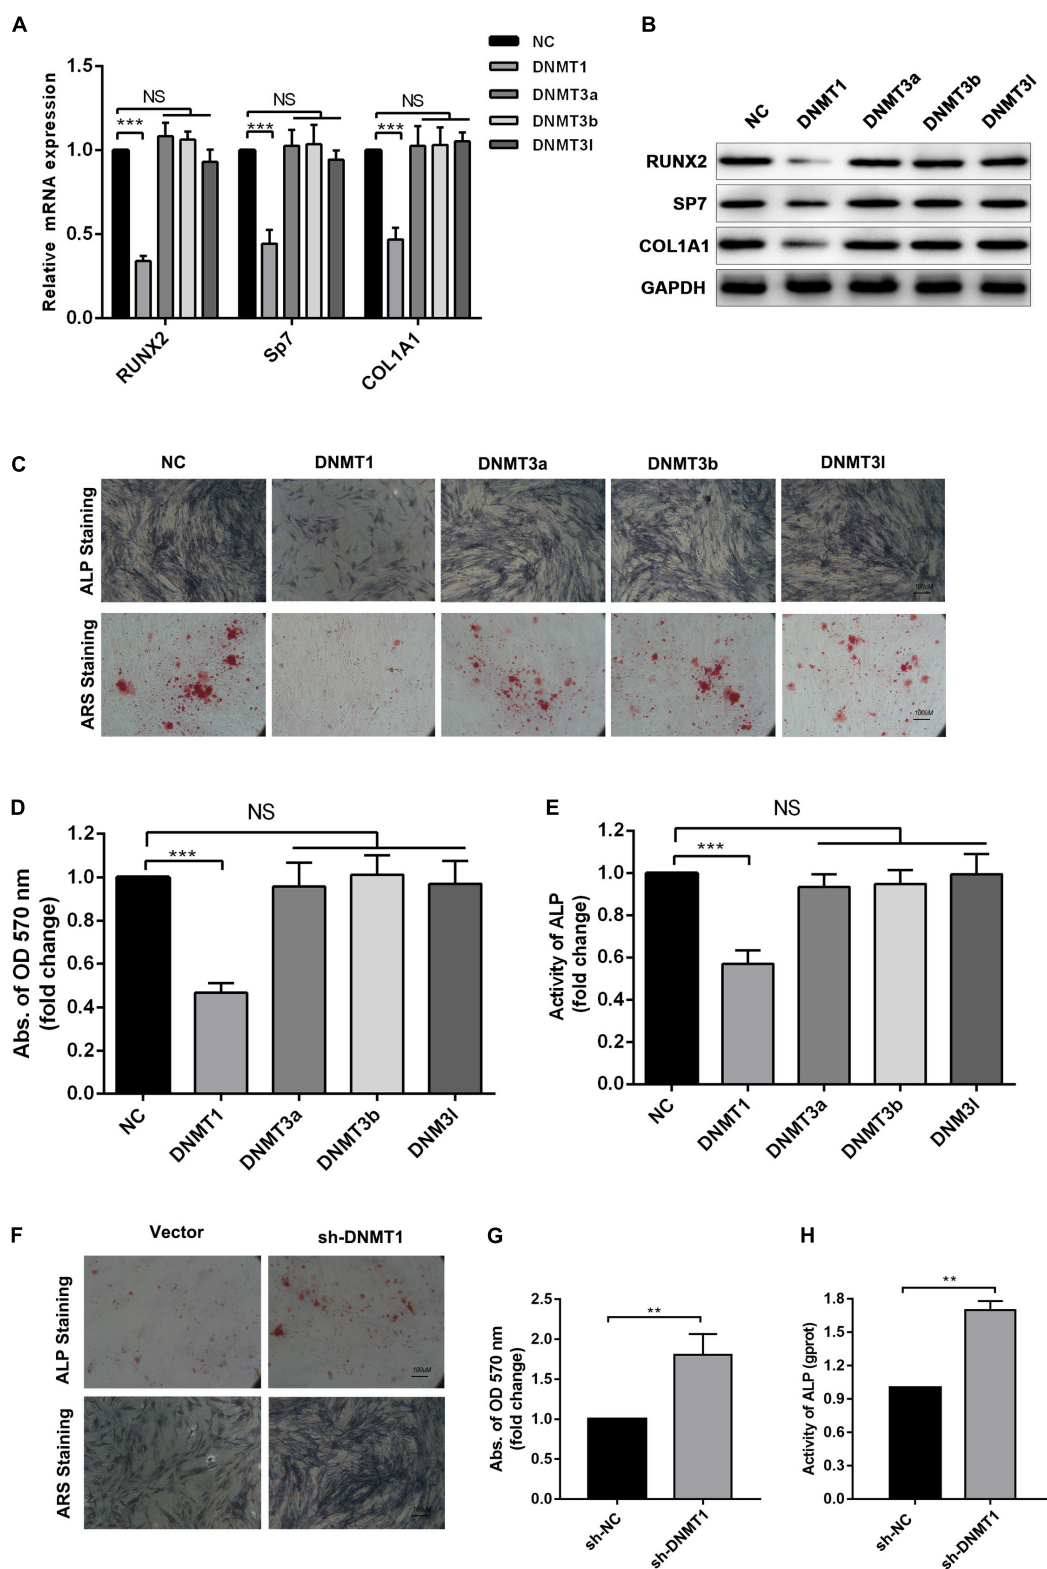 A
NC
DNMT1
DNMT3a
DNMT3b
DNMT3l
Relative mRNA expression
1.5
1.0
0.5
0.0
NS
***
NS
***
NS
***
RUNX2
Sp7
COL1A1
B
NC
DNMT1
DNMT3a
DNMT3b
DNMT3l
RUNX2
SP7
COL1A1
GAPDH
C
NC
DNMT1
DNMT3a
DNMT3b
DNMT3l
ALP Staining
100uM
ARS Staining
100uM
D
Abs. of OD 570 nm
(fold change)
1.2
1.0
0.8
0.6
0.4
0.2
0.0
NS
***
NC
DNMT1
DNMT3a
DNMT3b
DNM3l
E
Activity of ALP
(fold change)
1.2
1.0
0.8
0.6
0.4
0.2
0.0
NS
***
NC
DNMT1
DNMT3a
DNMT3b
DNM3l
F
Vector
sh-DNMT1
ALP Staining
100uM
ARS Staining
100uM
G
Abs. of OD 570 nm
(fold change)
2.5
2.0
1.5
1.0
0.5
0.0
**
sh-NC
sh-DNMT1
H
Activity of ALP (gprot)
1.8
1.5
1.2
0.9
0.6
0.3
0.0
**
sh-NC
sh-DNMT1